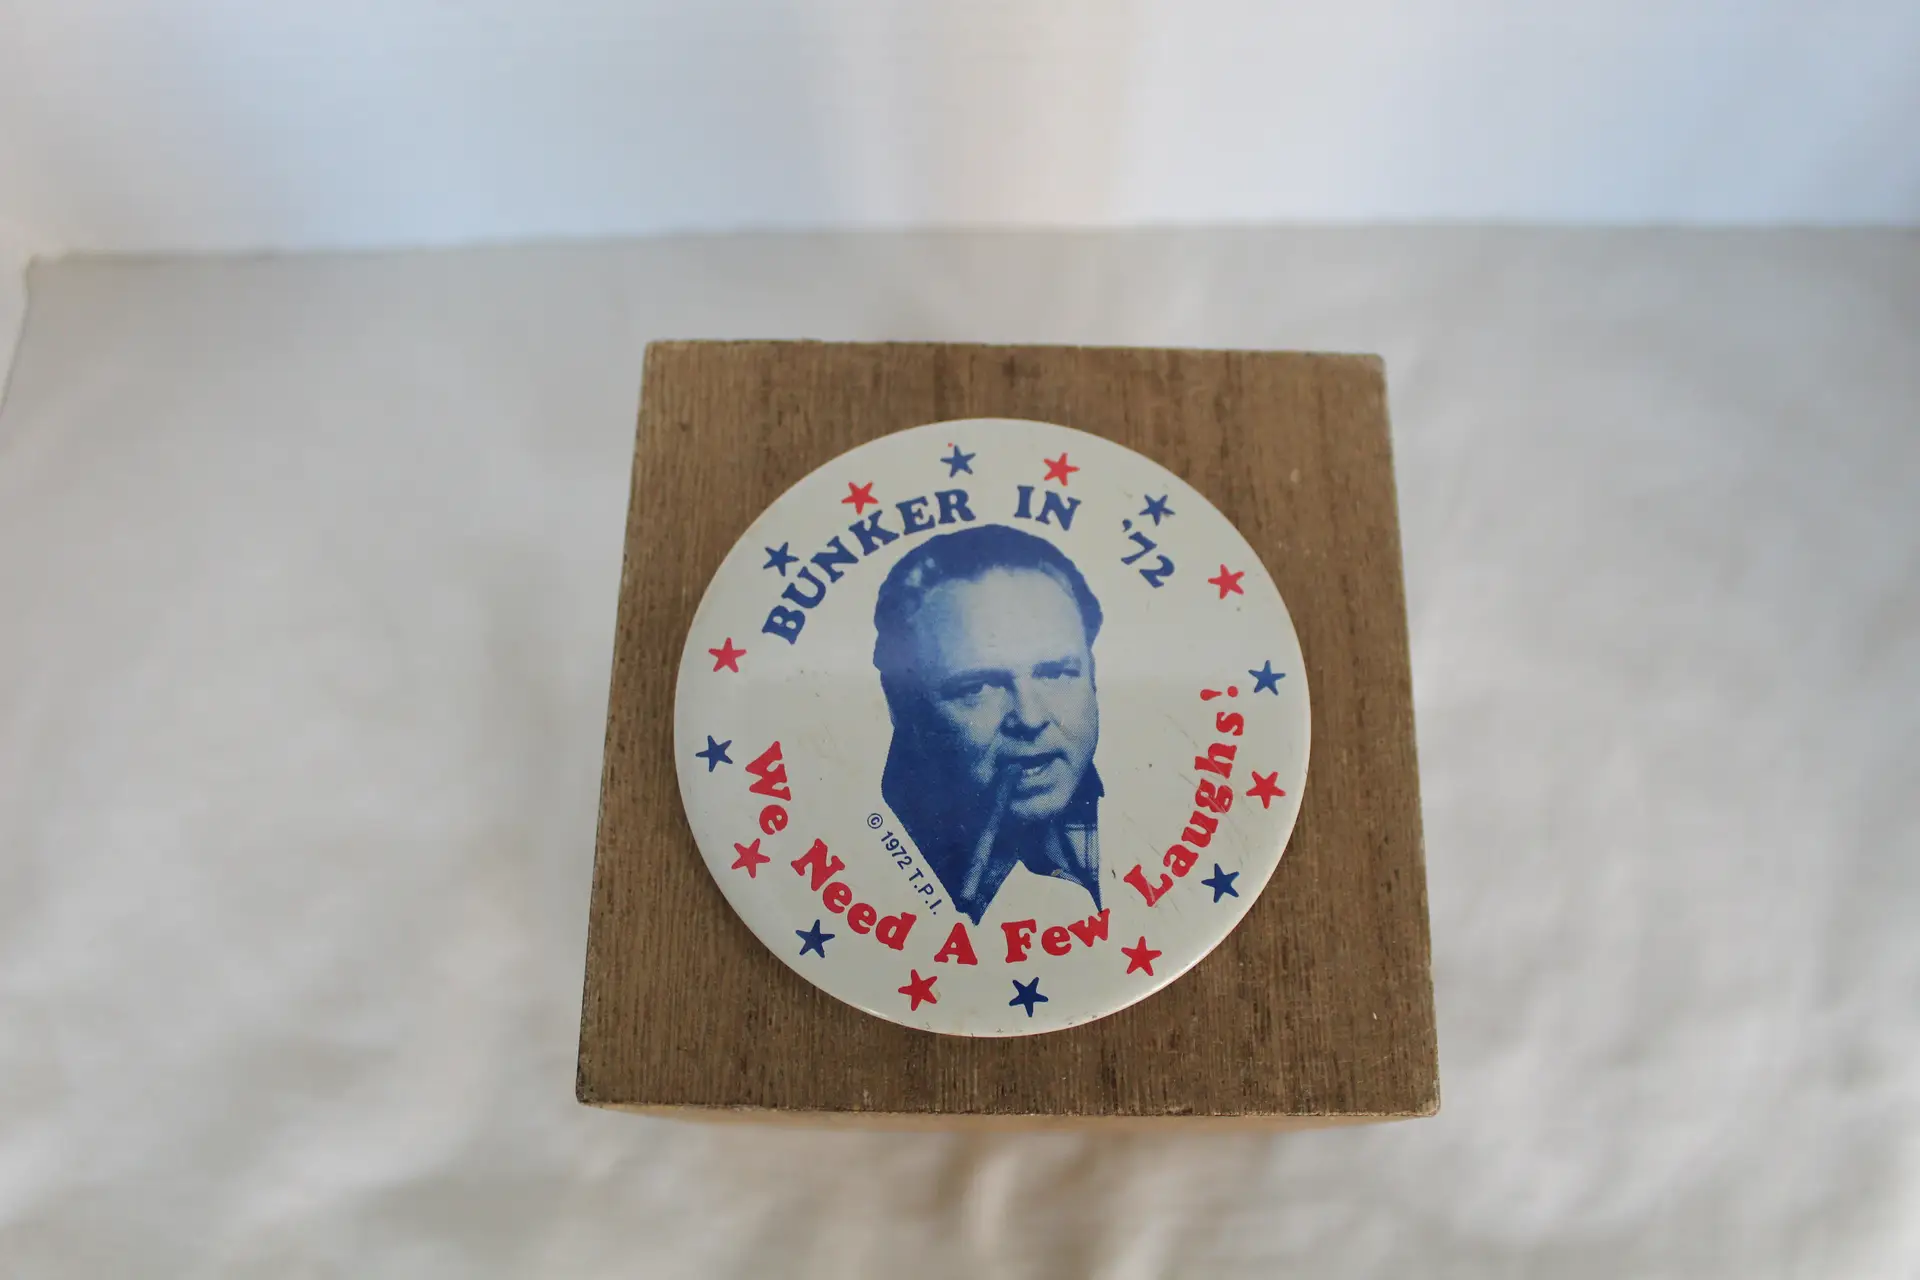 BUNKER IN '72
© 1972 T.P.I.
We Need A Few Laughs!